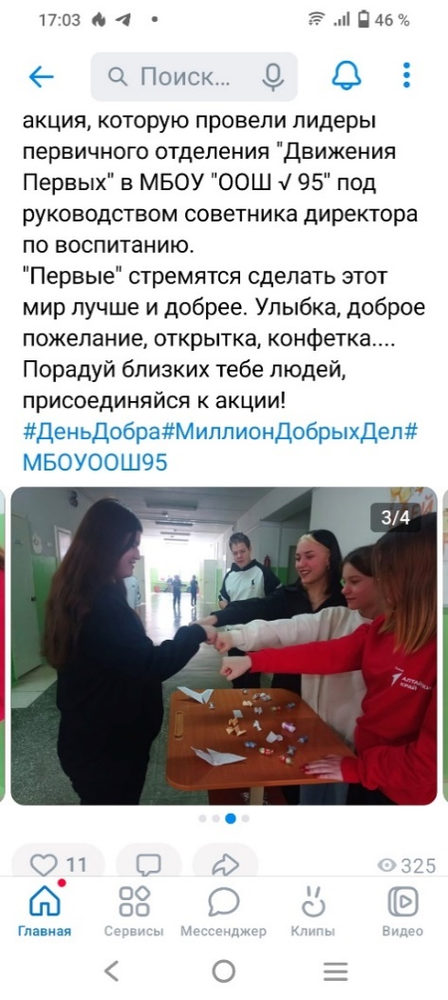 17:03
46 %
Поиск...
акция, которую провели лидеры
первичного отделения "Движения
Первых" в МБОУ "ООШ √ 95" под
руководством советника директора
по воспитанию.
"Первые" стремятся сделать этот
мир лучше и добрее. Улыбка, доброе
пожелание, открытка, конфетка....
Порадуй близких тебе людей,
присоединяйся к акции!
#ДеньДобра#МиллионДобрыхДел#
МБОУООШ95
3/4
АЛТАЙСКИЙ
КРАЙ
11
325
Главная
Сервисы
Мессенджер
Клипы
Видео